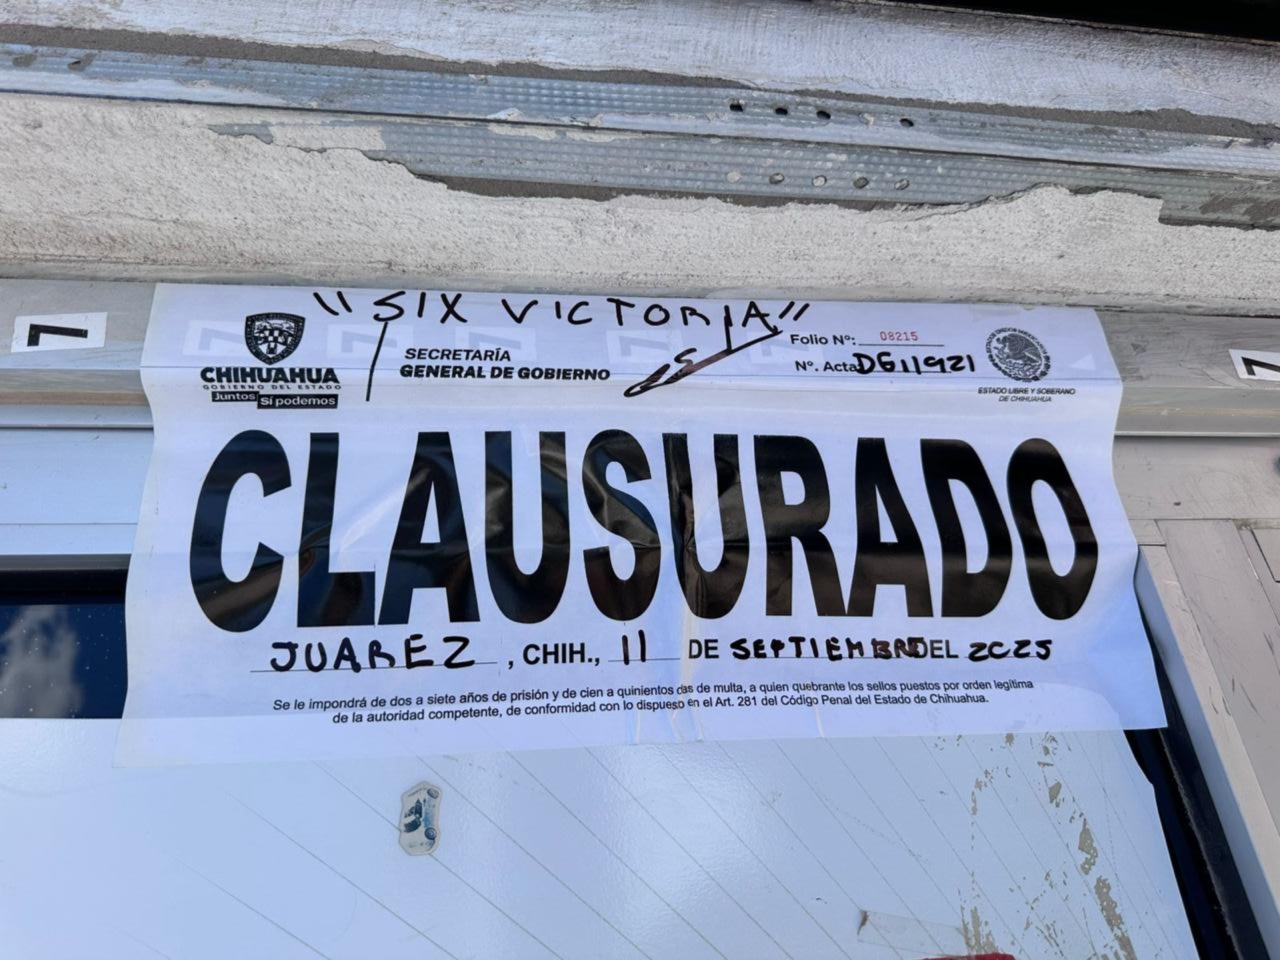 "SIX VICTORIA"
CHIHUAHUA
GOBIERNO DEL ESTADO
Juntos Sí podemos
SECRETARÍA
GENERAL DE GOBIERNO
Folio Nº: 08215
Nº. Acta DG11921
ESTADO LIBRE Y SOBERANO
DE CHIHUAHUA
CLAUSURADO
JUAREZ, CHIH., 11 DE SEPTIEMBRE DEL 2025
Se le impondrá de dos a siete años de prisión y de cien a quinientos das de multa, a quien quebrante los sellos puestos por orden legítima
de la autoridad competente, de conformidad con lo dispueso en el Art. 281 del Código Penal del Estado de Chihuahua.